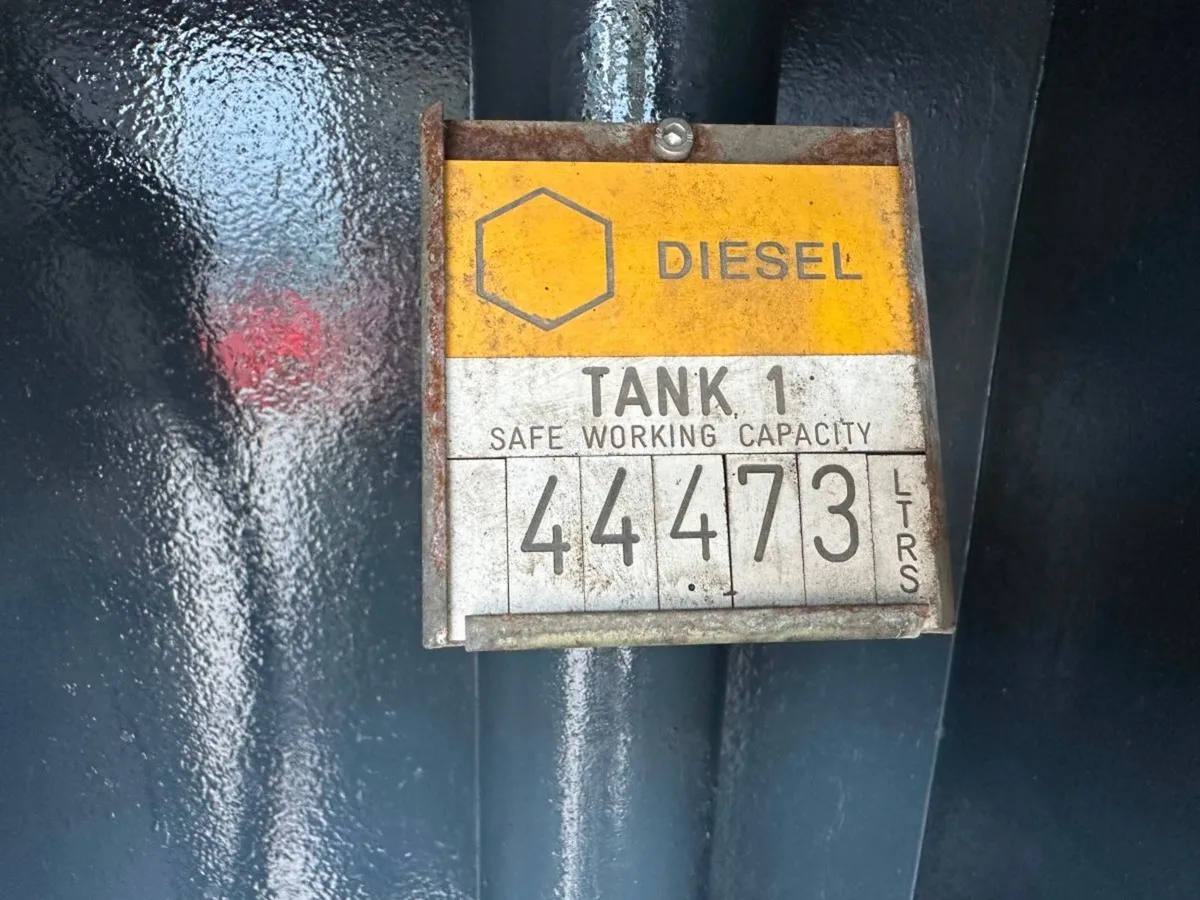 DIESEL
TANK 1
SAFE WORKING CAPACITY
44473 LTRS